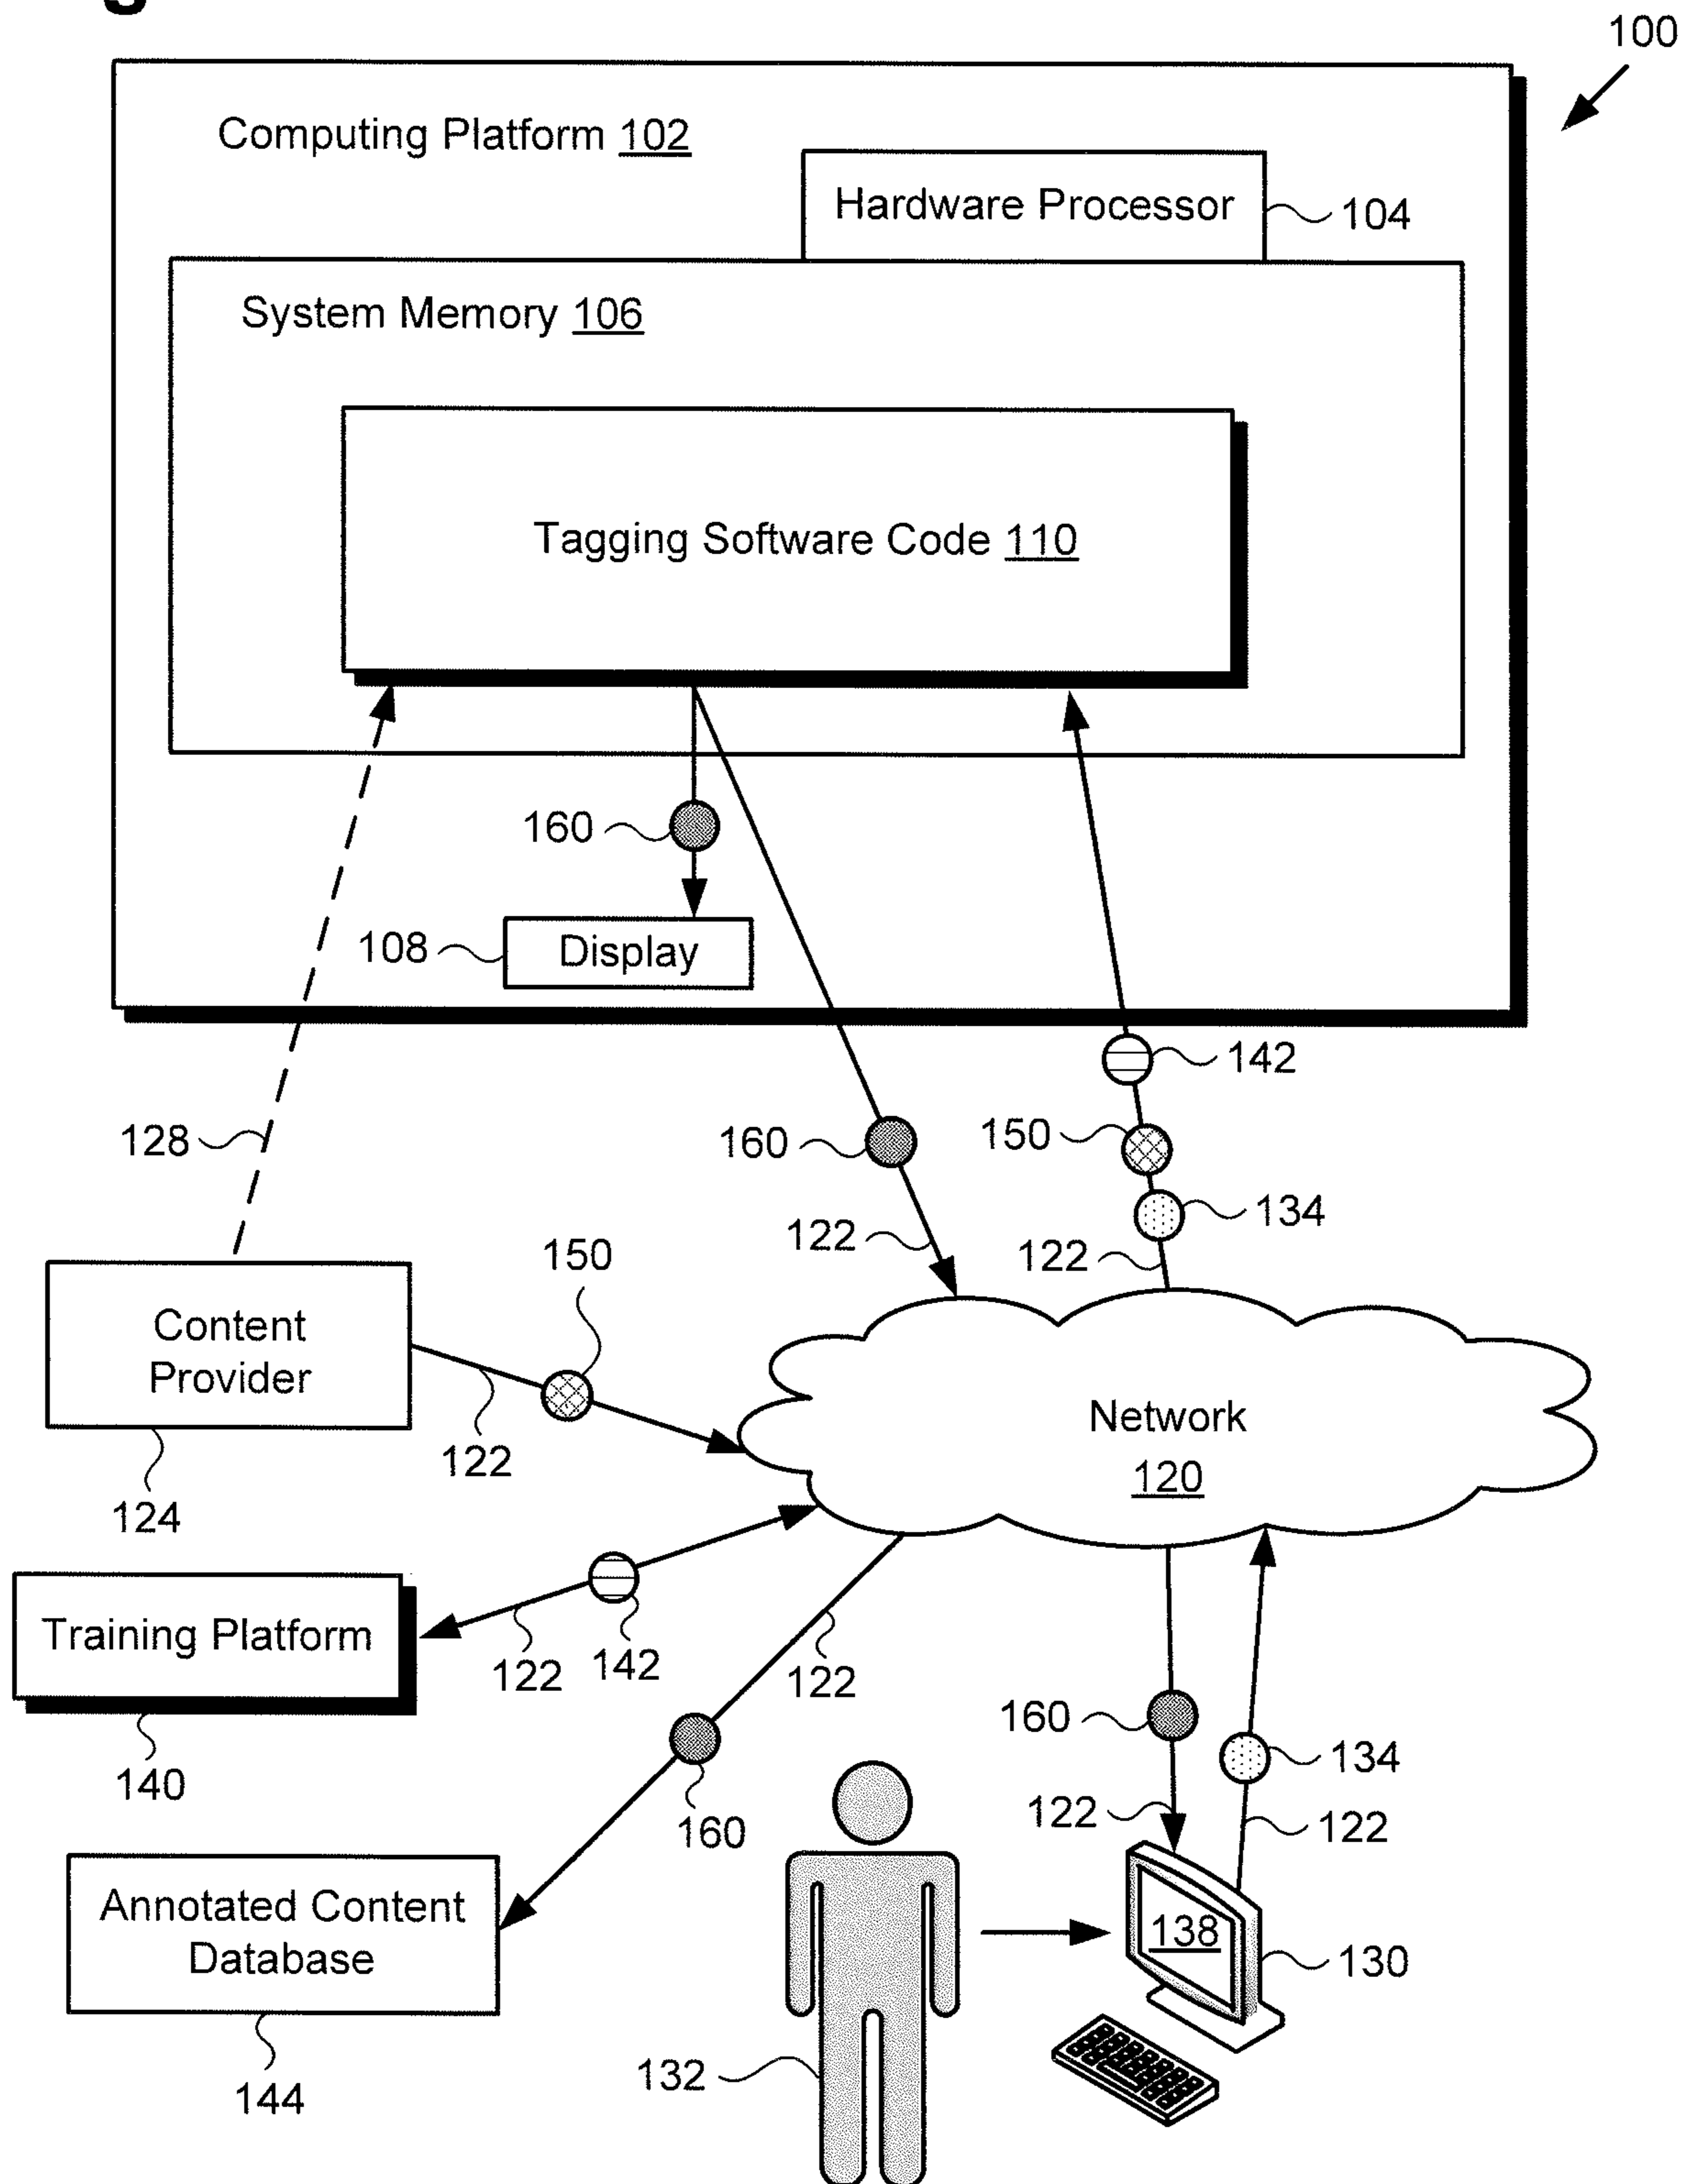 100
Computing Platform 102
Hardware Processor
104
System Memory 106
Tagging Software Code 110
160
108
Display
142
128
160
150
134
122
122
150
Content
Provider
122
124
Network
120
Training Platform
122
142
122
140
160
160
134
122
122
Annotated Content
Database
138
130
132
144